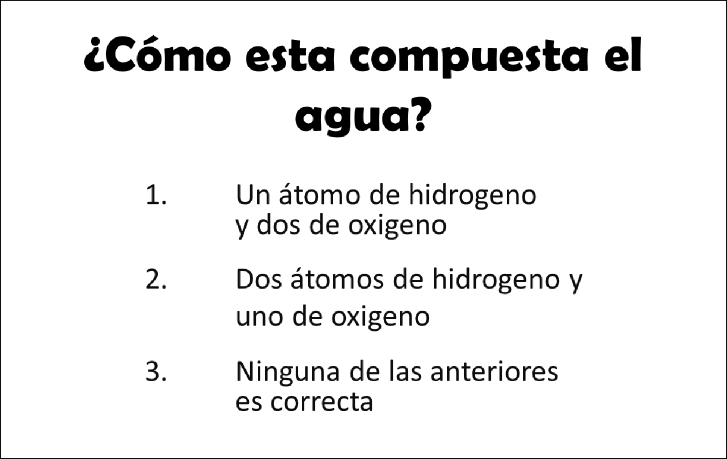 ¿Cómo esta compuesta el
agua?
1. Un átomo de hidrogeno
y dos de oxigeno
2. Dos átomos de hidrogeno y
uno de oxigeno
3. Ninguna de las anteriores
es correcta